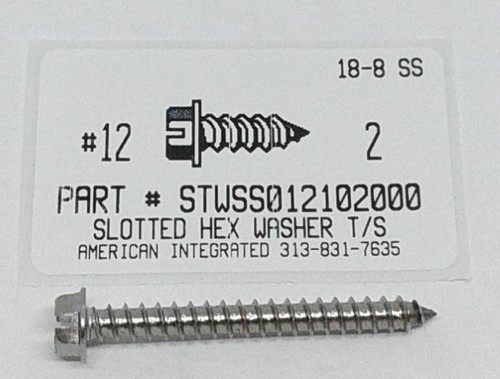 18-8 SS
#12 2
PART # STWSS012102000
SLOTTED HEX WASHER T/S
AMERICAN INTEGRATED 313-831-7635